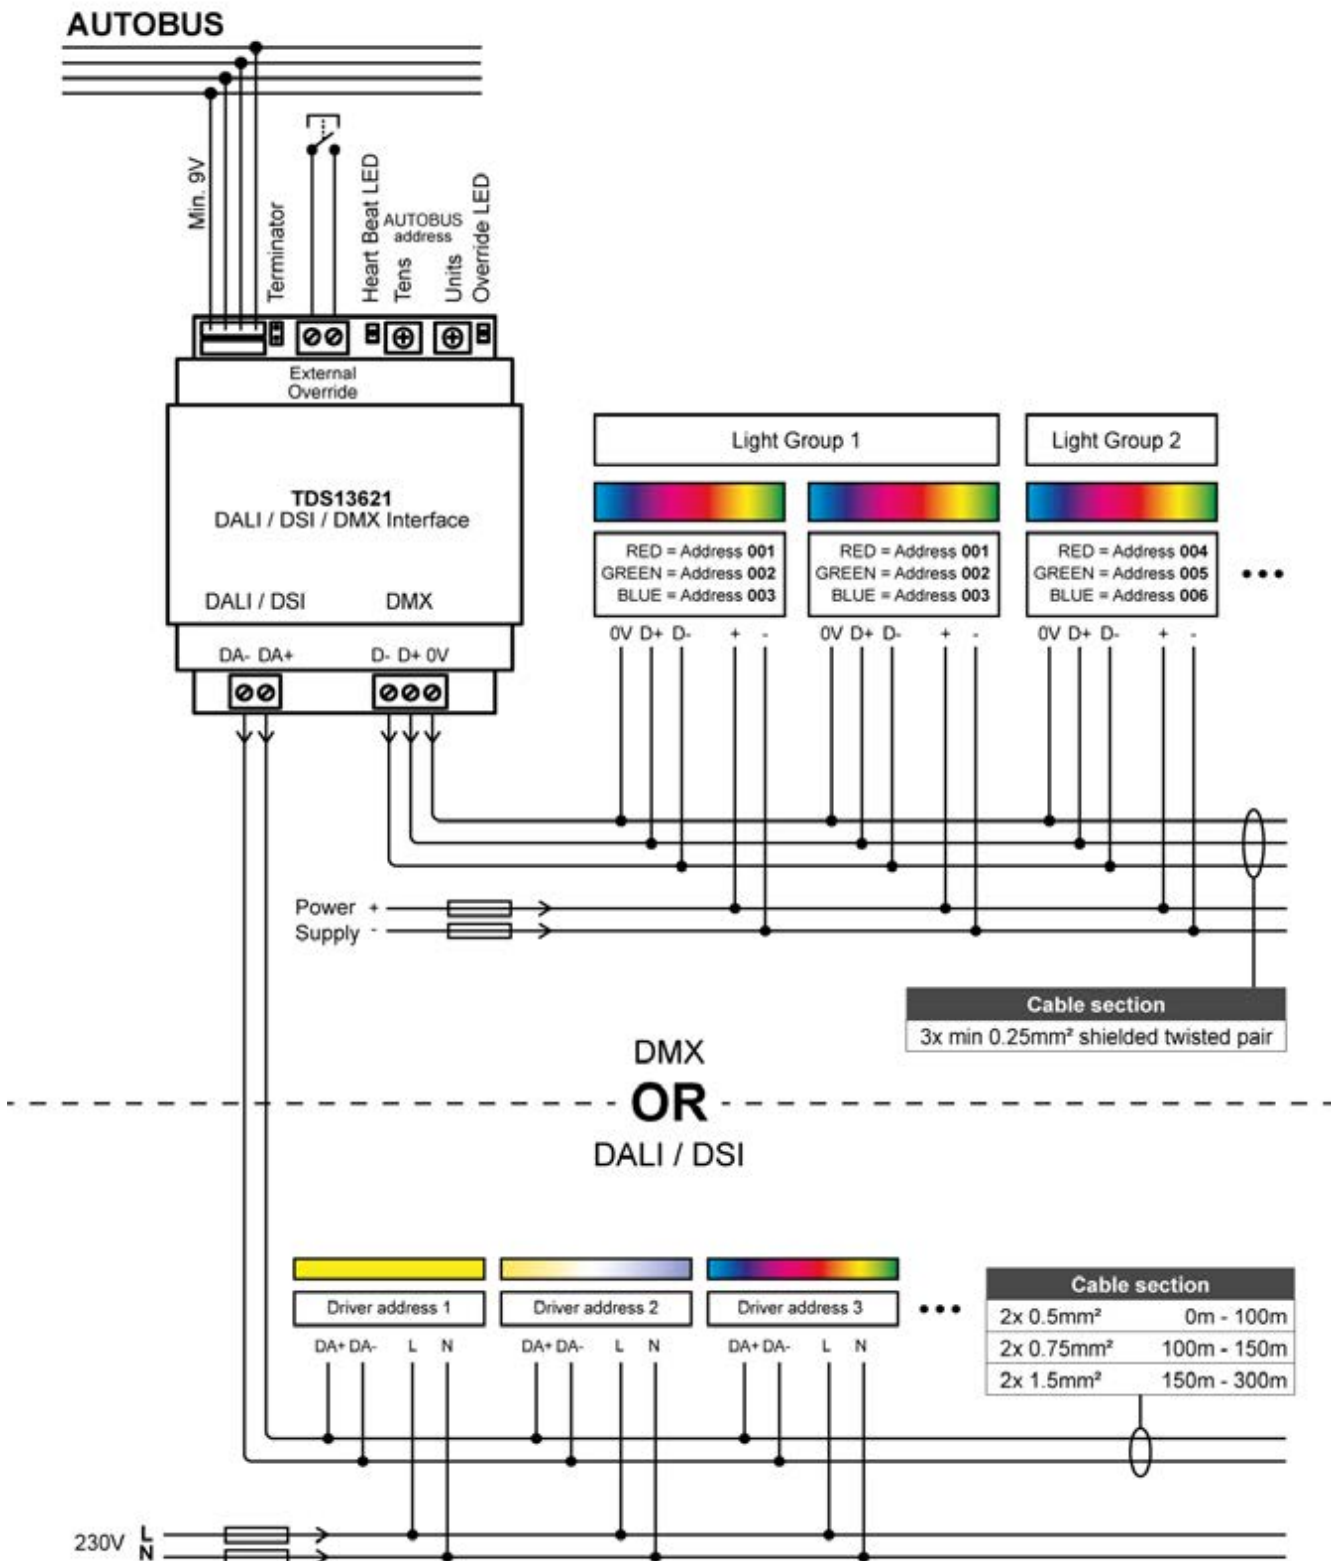 AUTOBUS
Min. 9V
Terminator
Heart Beat LED
AUTOBUS
address
Tens
Units
Override LED
External
Override
TDS13621
DALI / DSI / DMX Interface
DALI / DSI DMX
DA- DA+ D- D+ 0V
Light Group 1 Light Group 2
RED = Address 001 RED = Address 001 RED = Address 004
GREEN = Address 002 GREEN = Address 002 GREEN = Address 005
BLUE = Address 003 BLUE = Address 003 BLUE = Address 006
0V D+ D- + - 0V D+ D- + - 0V D+ D- + -
Power +
Supply -
Cable section
3x min 0.25mm² shielded twisted pair
DMX
OR
DALI / DSI
Driver address 1 Driver address 2 Driver address 3
DA+ DA- L N DA+ DA- L N DA+ DA- L N
Cable section
2x 0.5mm² 0m - 100m
2x 0.75mm² 100m - 150m
2x 1.5mm² 150m - 300m
230V L
N